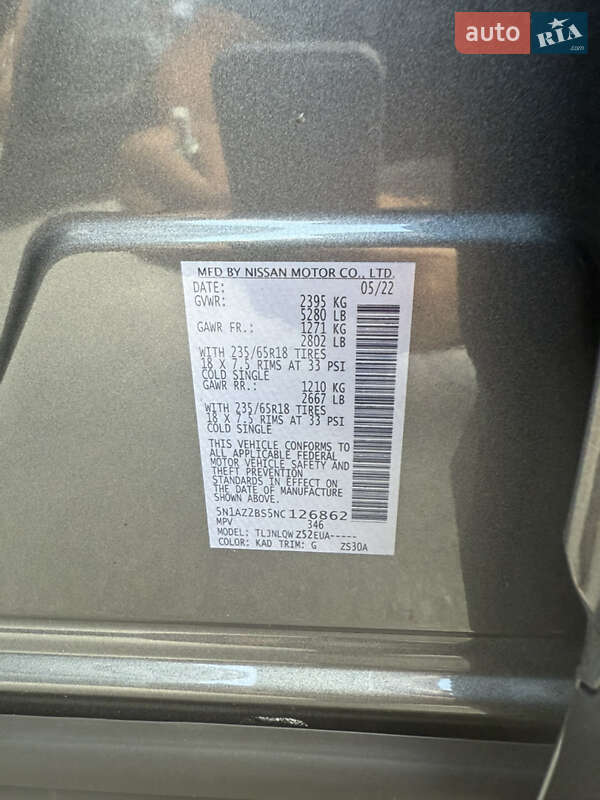 auto RIA .com
MFD BY NISSAN MOTOR CO., LTD.
DATE: 05/22
GVWR: 2395 KG
5280 LB
GAWR FR.: 1271 KG
2802 LB
WITH 235/65R18 TIRES
18 X 7.5 RIMS AT 33 PSI
COLD SINGLE
GAWR RR.: 1210 KG
2667 LB
WITH 235/65R18 TIRES
18 X 7.5 RIMS AT 33 PSI
COLD SINGLE
THIS VEHICLE CONFORMS TO
ALL APPLICABLE FEDERAL
MOTOR VEHICLE SAFETY AND
THEFT PREVENTION
STANDARDS IN EFFECT ON
THE DATE OF MANUFACTURE
SHOWN ABOVE.
5N1AZ2BS5NC126862
MPV 346
MODEL: TLJNLQWZ52EUA-----
COLOR: KAD TRIM: G ZS30A